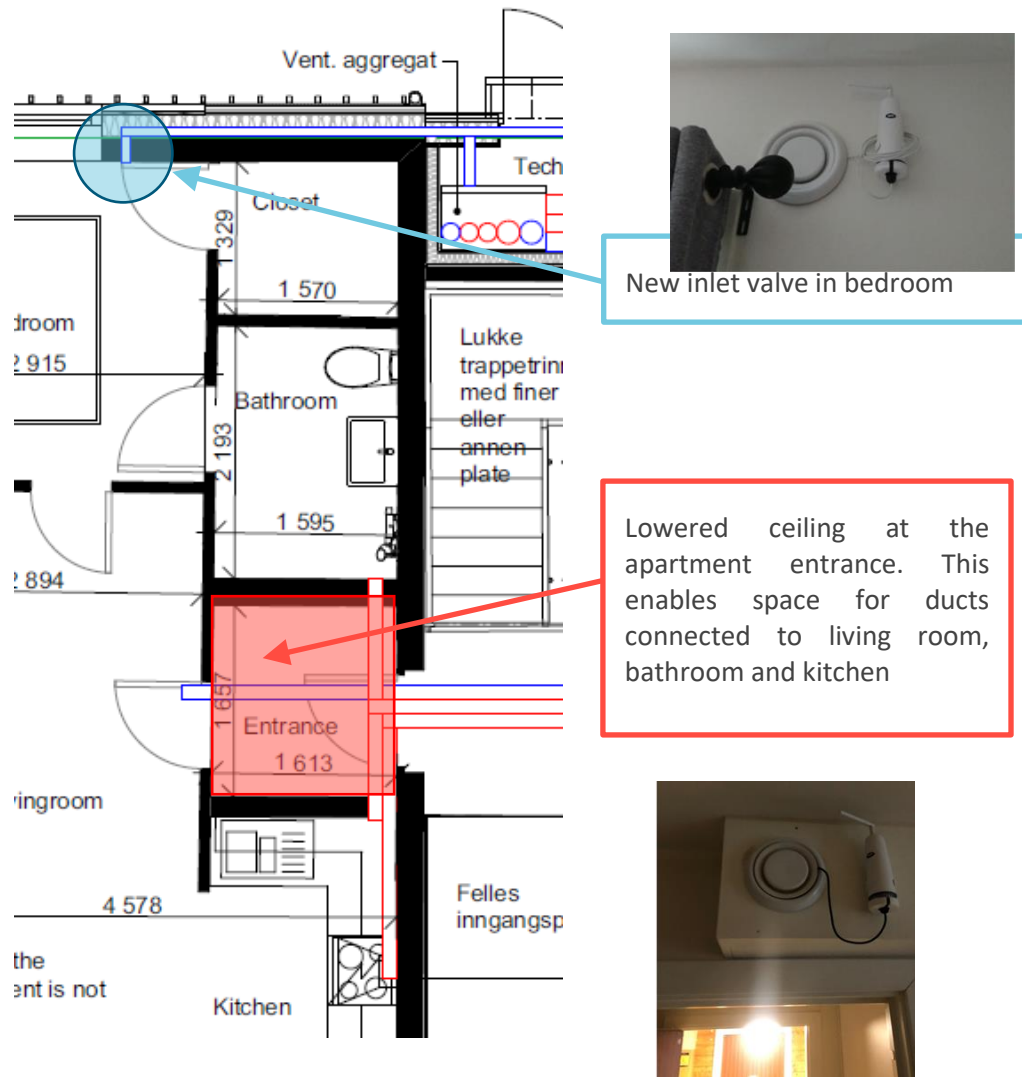 Vent. aggregat
Tech
Closet
1 329
1 570
New inlet valve in bedroom
droom
2 915
Lukke
trappetrinn
med finer
eller
annen
plate
Bathroom
2 193
1 595
2 894
Lowered ceiling at the
apartment entrance. This
enables space for ducts
connected to living room,
bathroom and kitchen
1 657
Entrance
1 613
vingroom
4 578
Felles
inngangsp
the
ent is not
Kitchen